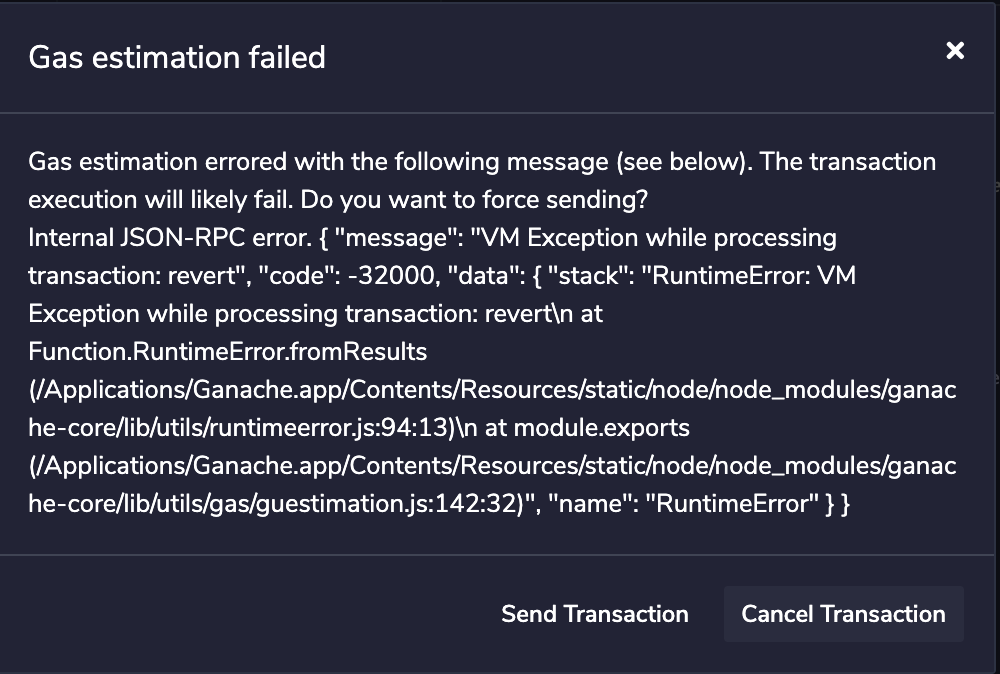 Gas estimation failed
Gas estimation errored with the following message (see below). The transaction
execution will likely fail. Do you want to force sending?
Internal JSON-RPC error. { "message": "VM Exception while processing
transaction: revert", "code": -32000, "data": { "stack": "RuntimeError: VM
Exception while processing transaction: revert\n at
Function.RuntimeError.fromResults
(/Applications/Ganache.app/Contents/Resources/static/node/node_modules/ganac
he-core/lib/utils/runtimeerror.js:94:13)\n at module.exports
(/Applications/Ganache.app/Contents/Resources/static/node/node_modules/ganac
he-core/lib/utils/gas/guestimation.js:142:32)", "name": "RuntimeError" } }
Send Transaction
Cancel Transaction